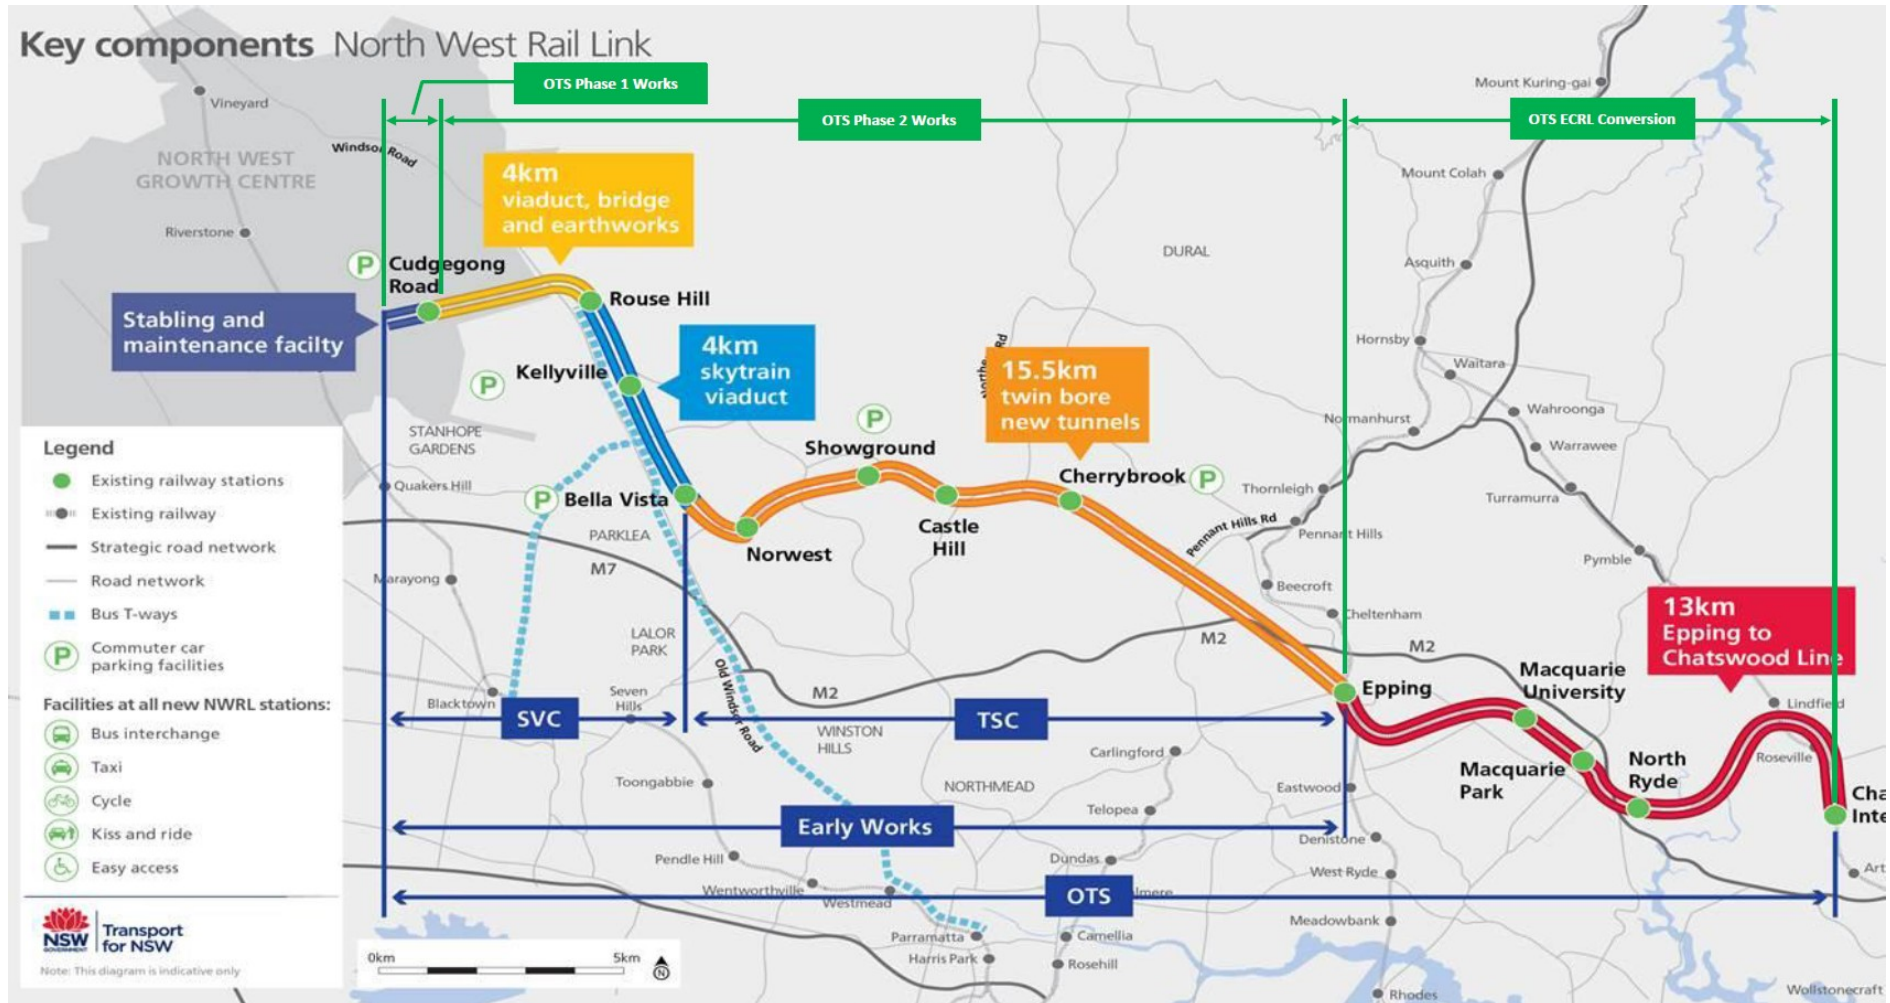 Key components North West Rail Link
OTS Phase 1 Works
OTS Phase 2 Works
OTS ECRL Conversion
Mount Kuring-gai
Vineyard
NORTH WEST
GROWTH CENTRE
Windsor Road
4km
viaduct, bridge
and earthworks
Mount Colah
Riverstone
DURAL
Asquith
P
Cudgegong
Road
Rouse Hill
Stabling and
maintenance facilty
Kellyville
P
4km
skytrain
viaduct
Rd
15.5km
twin bore
new tunnels
Hornsby
Waitara
Normanhurst
Wahroonga
Warrawee
STANHOPE
GARDENS
P
Showground
Cherrybrook
P
Thornleigh
Turramurra
Quakers Hill
P
Bella Vista
PARKLEA
M7
Norwest
Castle
Hill
Pennant Hills Rd
Pennant Hills
Pymble
Marayong
Beecroft
Cheltenham
13km
Epping to
Chatswood Line
LALOR
PARK
M2
M2
Old Windsor Road
M2
Epping
Macquarie
University
Lindfield
Blacktown
Seven
Hills
SVC
TSC
WINSTON
HILLS
Carlingford
Macquarie
Park
North
Ryde
Roseville
Toongabbie
NORTHMEAD
Eastwood
Telopea
Cha
Inte
Early Works
Denistone
Pendle Hill
Dundas
West Ryde
Art
Wentworthville
Westmead
OTS
lmere
Meadowbank
Parramatta
Camellia
Harris Park
Rosehill
Rhodes
Wollstonecraft
Legend
Existing railway stations
Existing railway
Strategic road network
Road network
Bus T-ways
P
Commuter car
parking facilities
Facilities at all new NWRL stations:
Bus interchange
Taxi
Cycle
Kiss and ride
Easy access
NSW
GOVERNMENT
Transport
for NSW
Note: This diagram is indicative only
0km
5km
N